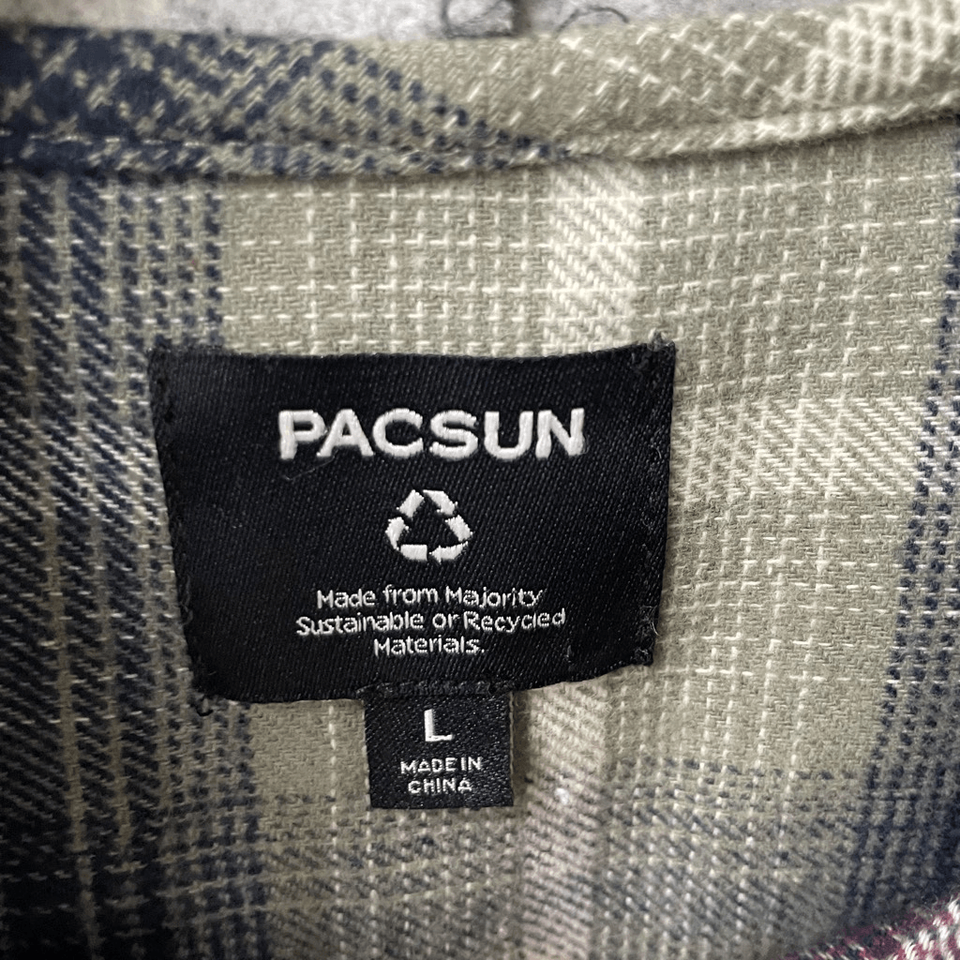 PACSUN
Made from Majority
Sustainable or Recycled
Materials.
L
MADE IN
CHINA